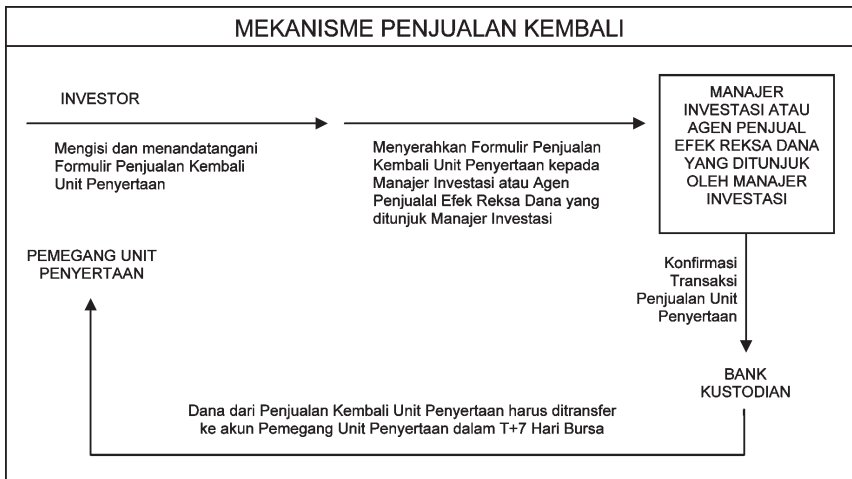 MEKANISME PENJUALAN KEMBALI
INVESTOR
Mengisi dan menandatangani
Formulir Penjualan Kembali
Unit Penyertaan
Menyerahkan Formulir Penjualan
Kembali Unit Penyertaan kepada
Manajer Investasi atau Agen
Penjualal Efek Reksa Dana yang
ditunjuk Manajer Investasi
MANAJER
INVESTASI ATAU
AGEN PENJUAL
EFEK REKSA DANA
YANG DITUNJUK
OLEH MANAJER
INVESTASI
Konfirmasi
Transaksi
Penjualan Unit
Penyertaan
BANK
KUSTODIAN
Dana dari Penjualan Kembali Unit Penyertaan harus ditransfer
ke akun Pemegang Unit Penyertaan dalam T+7 Hari Bursa
PEMEGANG UNIT
PENYERTAAN